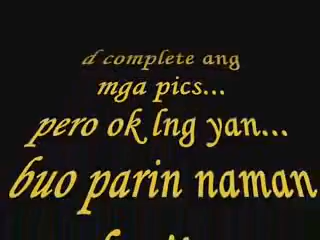 d complete ang
mga pics...
pero ok lng yan...
buo parin naman